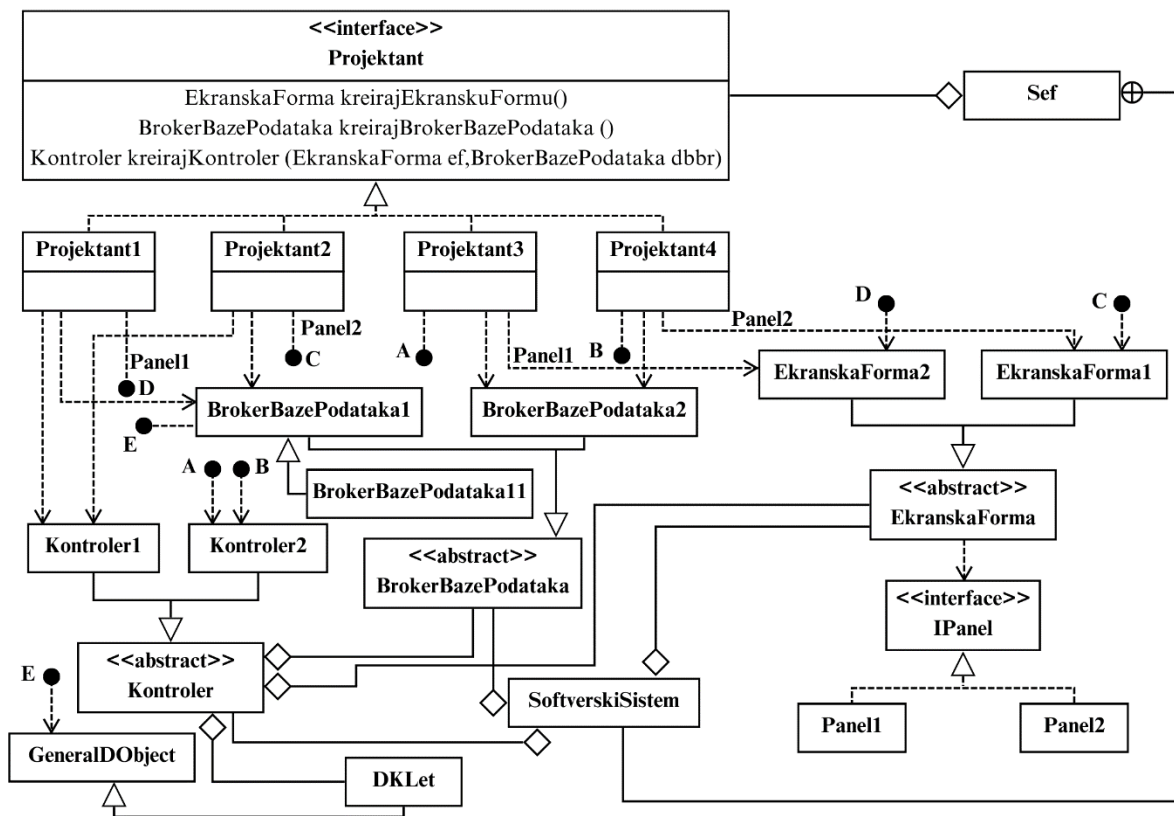 <<interface>>
Projektant
EkranskaForma kreirajEkranskuFormu()
BrokerBazePodataka kreirajBrokerBazePodataka ()
Kontroler kreirajKontroler (EkranskaForma ef,BrokerBazePodataka dbbr)
Sef
Projektant1
Projektant2
Projektant3
Projektant4
D
C
Panel2
Panel2
A
B
Panel1
Panel1
C
D
EkranskaForma2
EkranskaForma1
BrokerBazePodataka1
BrokerBazePodataka2
E
A
B
BrokerBazePodataka11
<<abstract>>
EkranskaForma
Kontroler1
Kontroler2
<<abstract>>
BrokerBazePodataka
<<interface>>
IPanel
<<abstract>>
Kontroler
E
SoftverskiSistem
Panel1
Panel2
GeneralDObject
DKLet